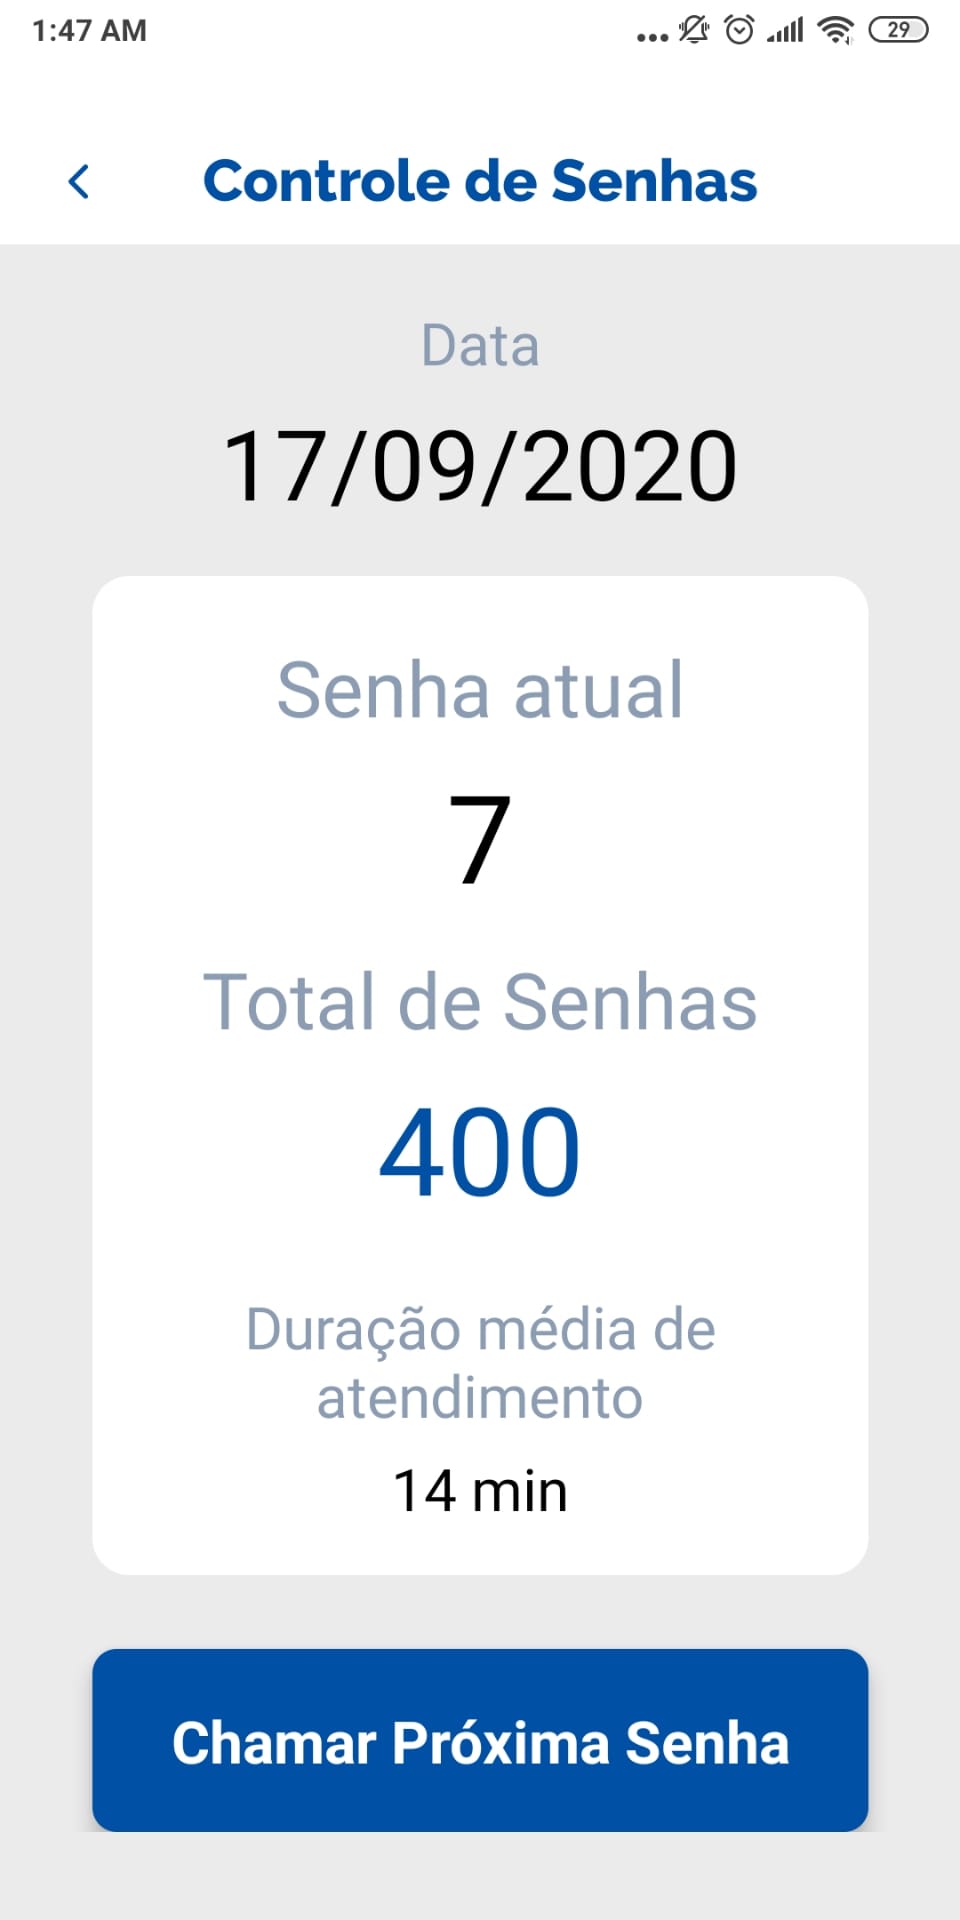 1:47 AM
29
Controle de Senhas
Data
17/09/2020
Senha atual
7
Total de Senhas
400
Duração média de
atendimento
14 min
Chamar Próxima Senha